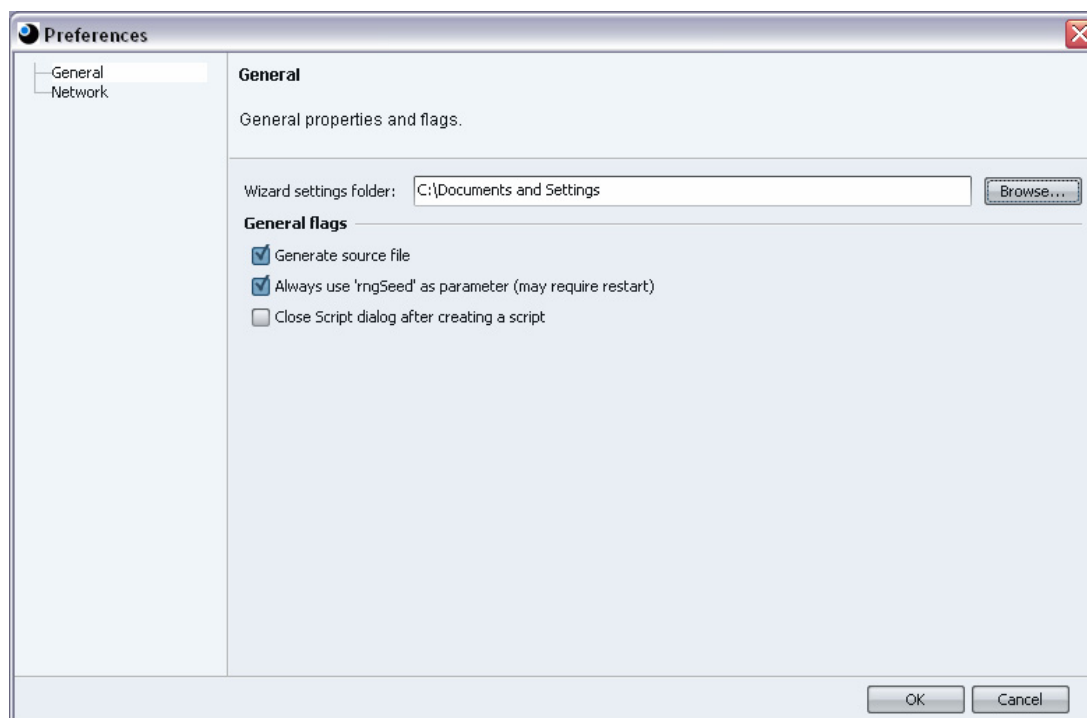 Preferences
General
Network
General
General properties and flags.
Wizard settings folder: C:\Documents and Settings Browse...
General flags
Generate source file
Always use 'rngSeed' as parameter (may require restart)
Close Script dialog after creating a script
OK Cancel